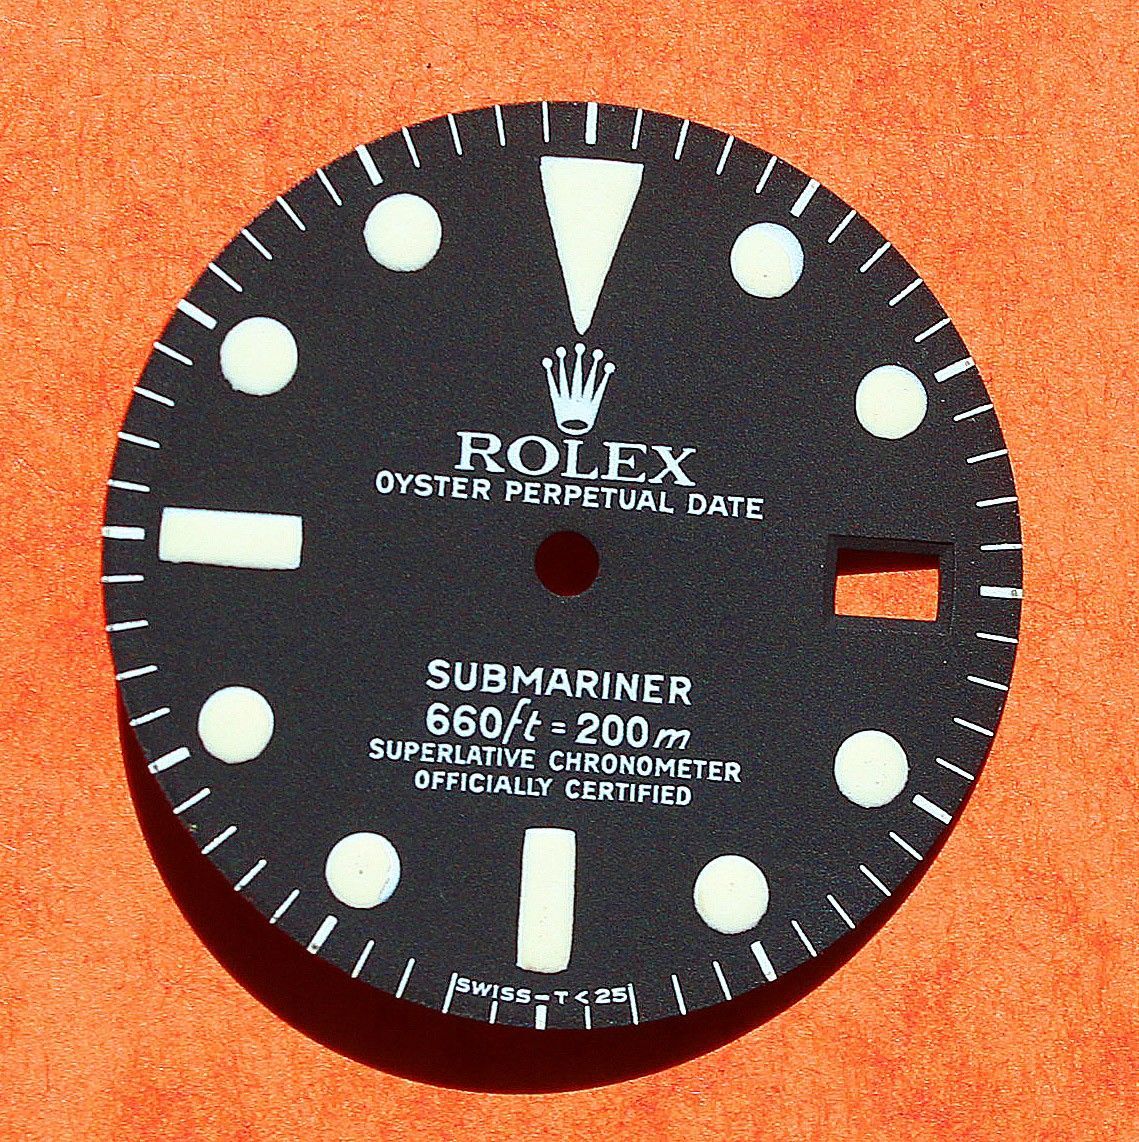 ROLEX
OYSTER PERPETUAL DATE
SUBMARINER
660ft = 200m
SUPERLATIVE CHRONOMETER
OFFICIALLY CERTIFIED
SWISS – T < 25